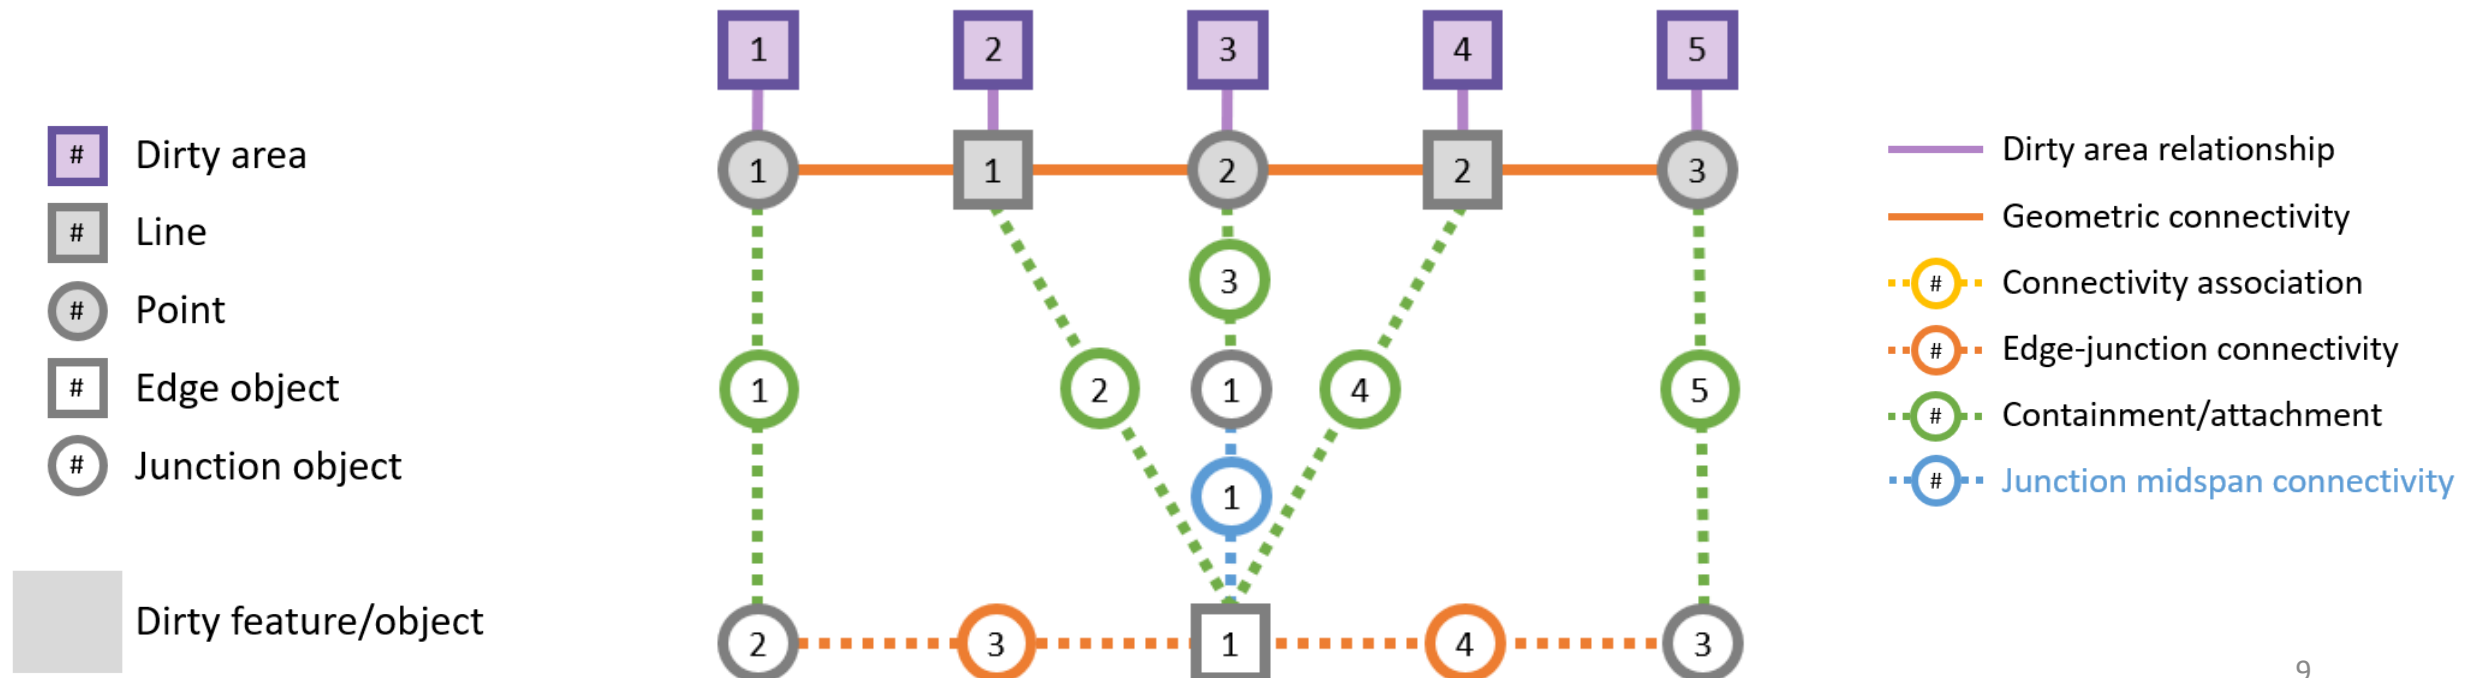 # Dirty area
# Line
# Point
# Edge object
# Junction object
Dirty feature/object
1 2 3 4 5
1 1 2 2 3
3
1 2 1 4 5
1
2 3 1 4 3
Dirty area relationship
Geometric connectivity
# Connectivity association
# Edge-junction connectivity
# Containment/attachment
# Junction midspan connectivity
9